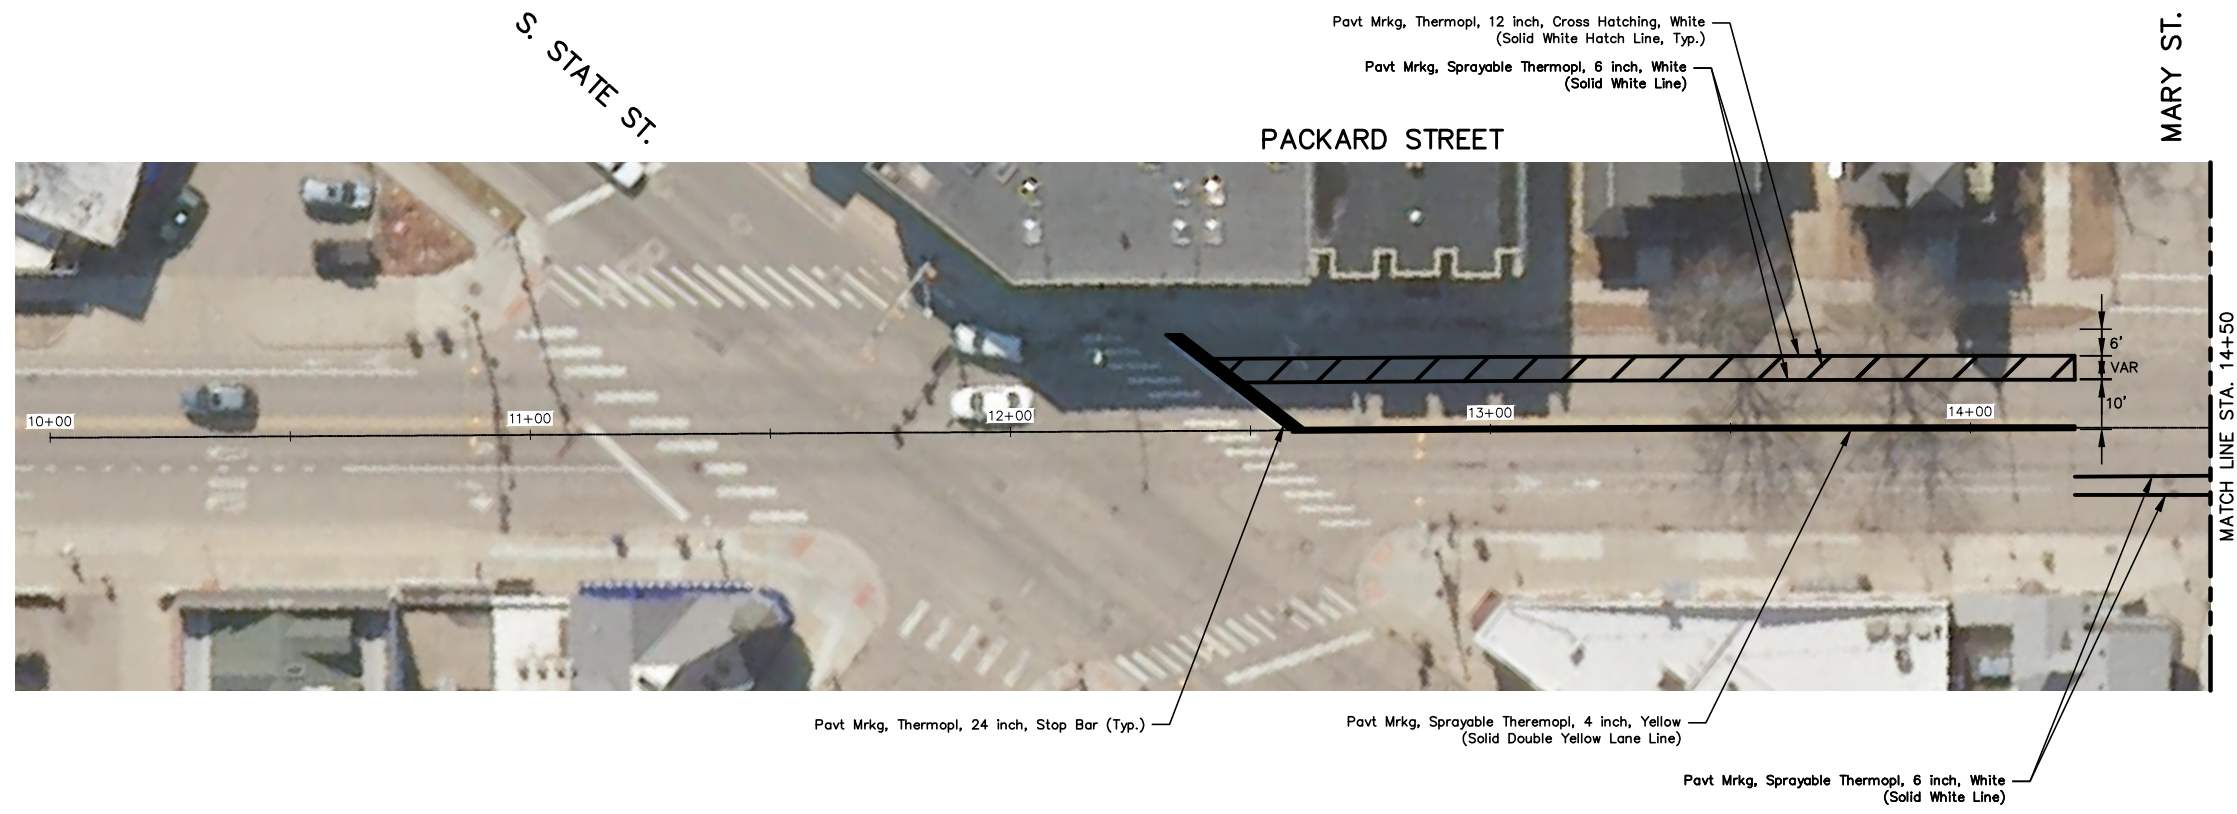 S. STATE ST.
Pavt Mrkg, Thermopl, 12 inch, Cross Hatching, White
(Solid White Hatch Line, Typ.)
Pavt Mrkg, Sprayable Thermopl, 6 inch, White
(Solid White Line)
PACKARD STREET
MARY ST.
6'
VAR
10'
10+00
11+00
12+00
13+00
14+00
MATCH LINE STA. 14+50
Pavt Mrkg, Thermopl, 24 inch, Stop Bar (Typ.)
Pavt Mrkg, Sprayable Theremopl, 4 inch, Yellow
(Solid Double Yellow Lane Line)
Pavt Mrkg, Sprayable Thermopl, 6 inch, White
(Solid White Line)